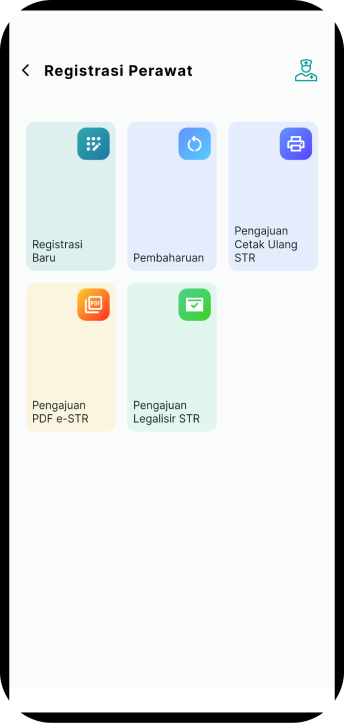 Registrasi Perawat
Registrasi
Baru
Pembaharuan
Pengajuan
Cetak Ulang
STR
PDF
Pengajuan
PDF e-STR
Pengajuan
Legalisir STR